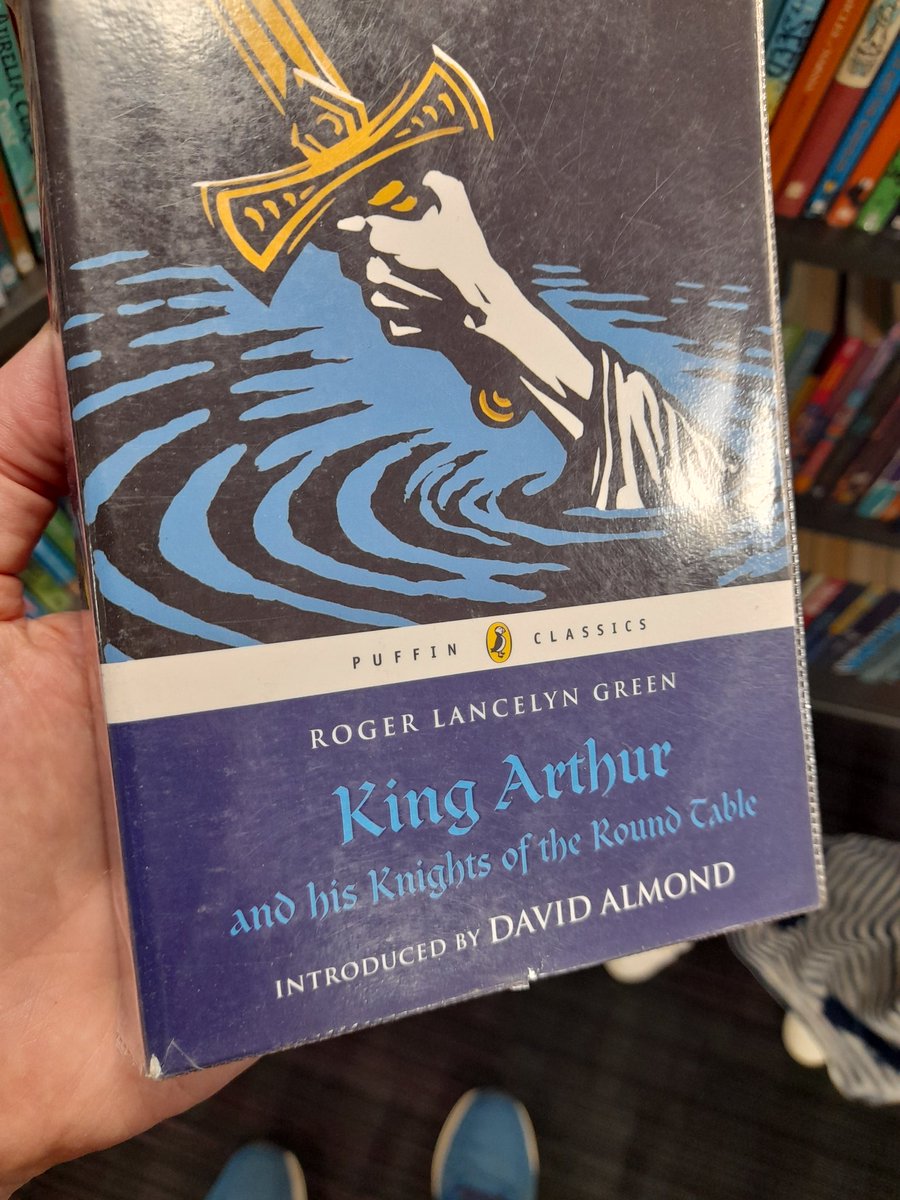 PUFFIN CLASSICS
ROGER LANCELYN GREEN
King Arthur
and his Knights of the Round Table
INTRODUCED BY DAVID ALMOND